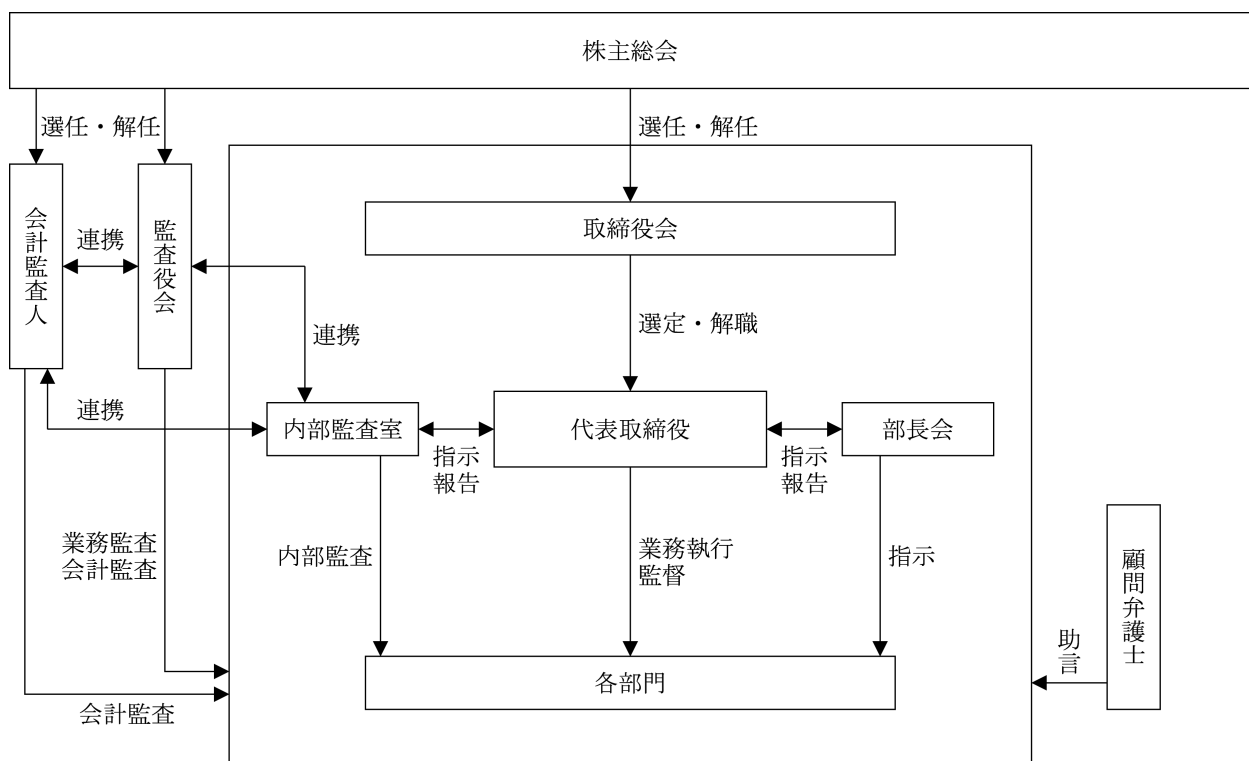 株主総会
選任・解任
選任・解任
取締役会
会計監査人
連携
監査役会
選定・解職
連携
連携
内部監査室
指示
報告
代表取締役
指示
報告
部長会
業務監査
会計監査
内部監査
業務執行
監督
指示
顧問弁護士
助言
各部門
会計監査